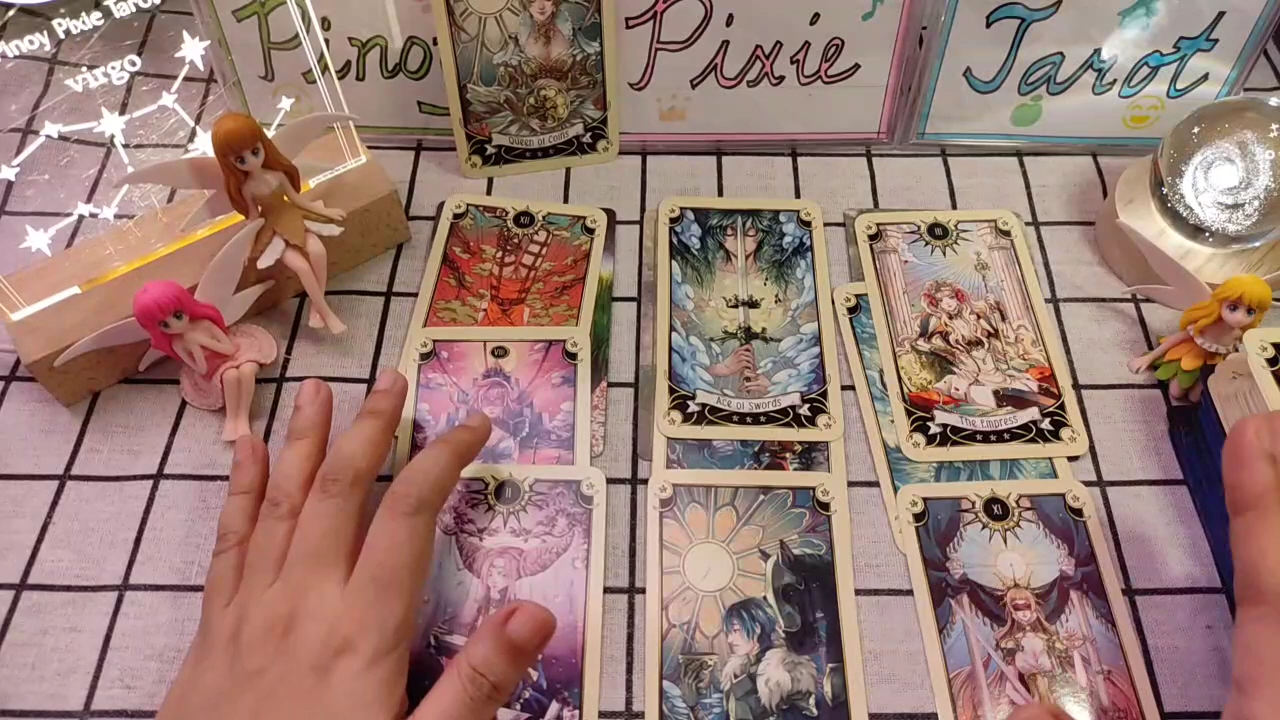 Pinoy Pixie Tarot
virgo
Pino
Pixie
Tarot
Queen of Coins
XII
III
Ace of Swords
The Empress
VIII
II
XI